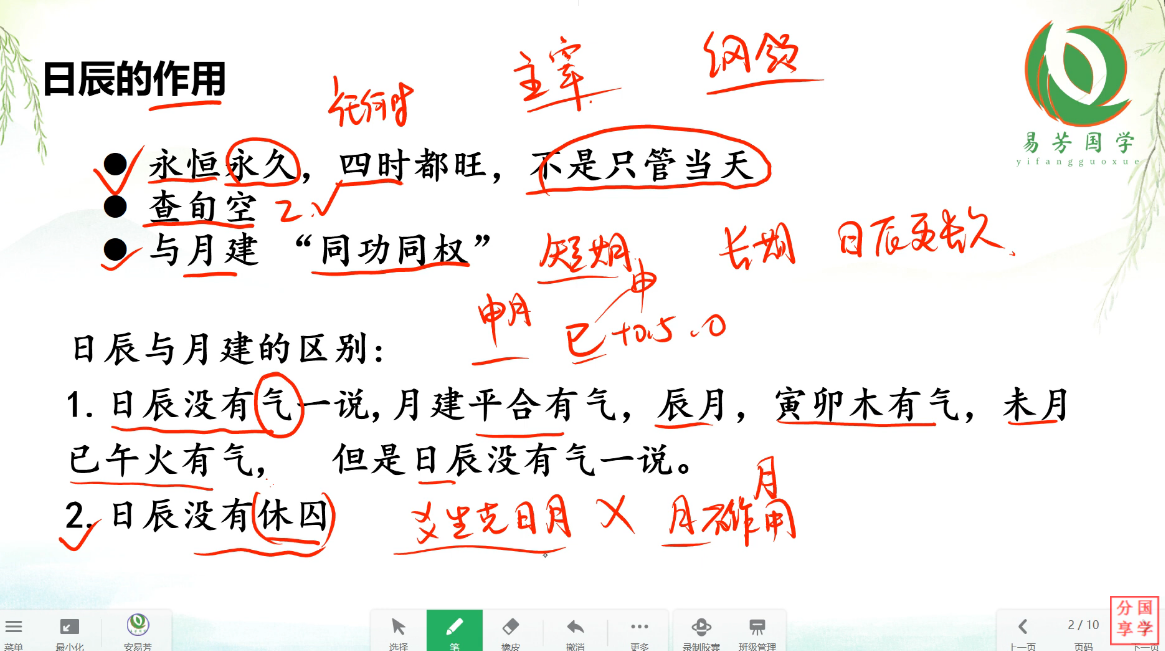 日辰的作用
任何时
主宰
纲领
易芳国学
yifangguoxue
● 永恒永久，四时都旺，不是只管当天
● 查旬空 2.
● 与月建 “同功同权”
短期
长期 日辰更长久.
申月
申
巳 +0.5 .0
日辰与月建的区别：
1. 日辰没有气一说，月建平合有气，辰月，寅卯木有气，未月
巳午火有气， 但是日辰没有气一说。
2. 日辰没有休囚
爻生克日月 X 月不作用
月
菜单
最小化
安易芳
选择
笔
橡皮
撤消
更多
录制胶囊
班级管理
上一页
2 / 10
页码
下一页
分国
享学